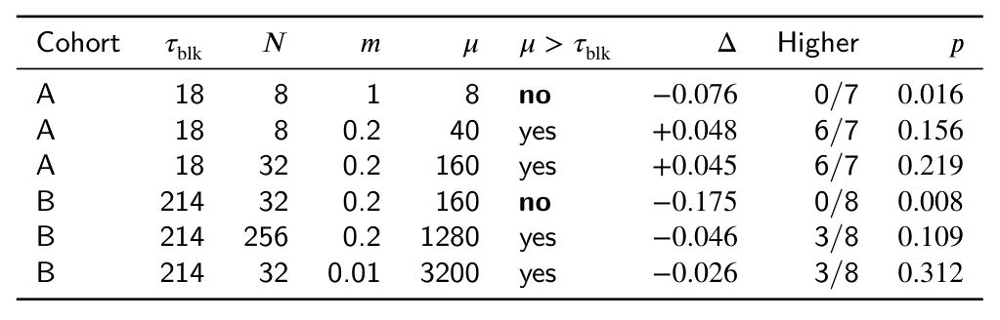 Cohort τblk N m μ μ > τblk Δ Higher p
A 18 8 1 8 no −0.076 0/7 0.016
A 18 8 0.2 40 yes +0.048 6/7 0.156
A 18 32 0.2 160 yes +0.045 6/7 0.219
B 214 32 0.2 160 no −0.175 0/8 0.008
B 214 256 0.2 1280 yes −0.046 3/8 0.109
B 214 32 0.01 3200 yes −0.026 3/8 0.312